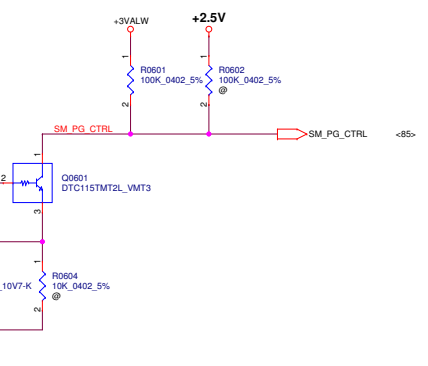 +3VALW
+2.5V
1
1
R0601
100K_0402_5%
R0602
100K_0402_5%
@
2
2
SM_PG_CTRL
SM_PG_CTRL
<85>
1
2
Q0601
DTC115TMT2L_VMT3
3
1
R0604
10K_0402_5%
@
_10V7-K
2